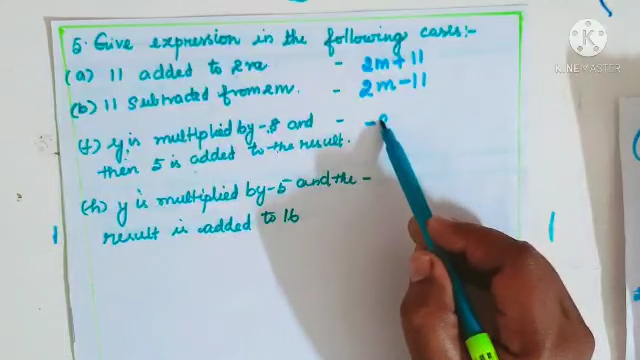 5. Give expression in the following cases:-
(a) 11 added to 2m - 2m+11
(b) 11 subtracted from 2m. - 2m-11
(f) y is multiplied by -8 and -
then 5 is added to the result.
(h) y is multiplied by -5 and the -
result is added to 16
K
KINEMASTER